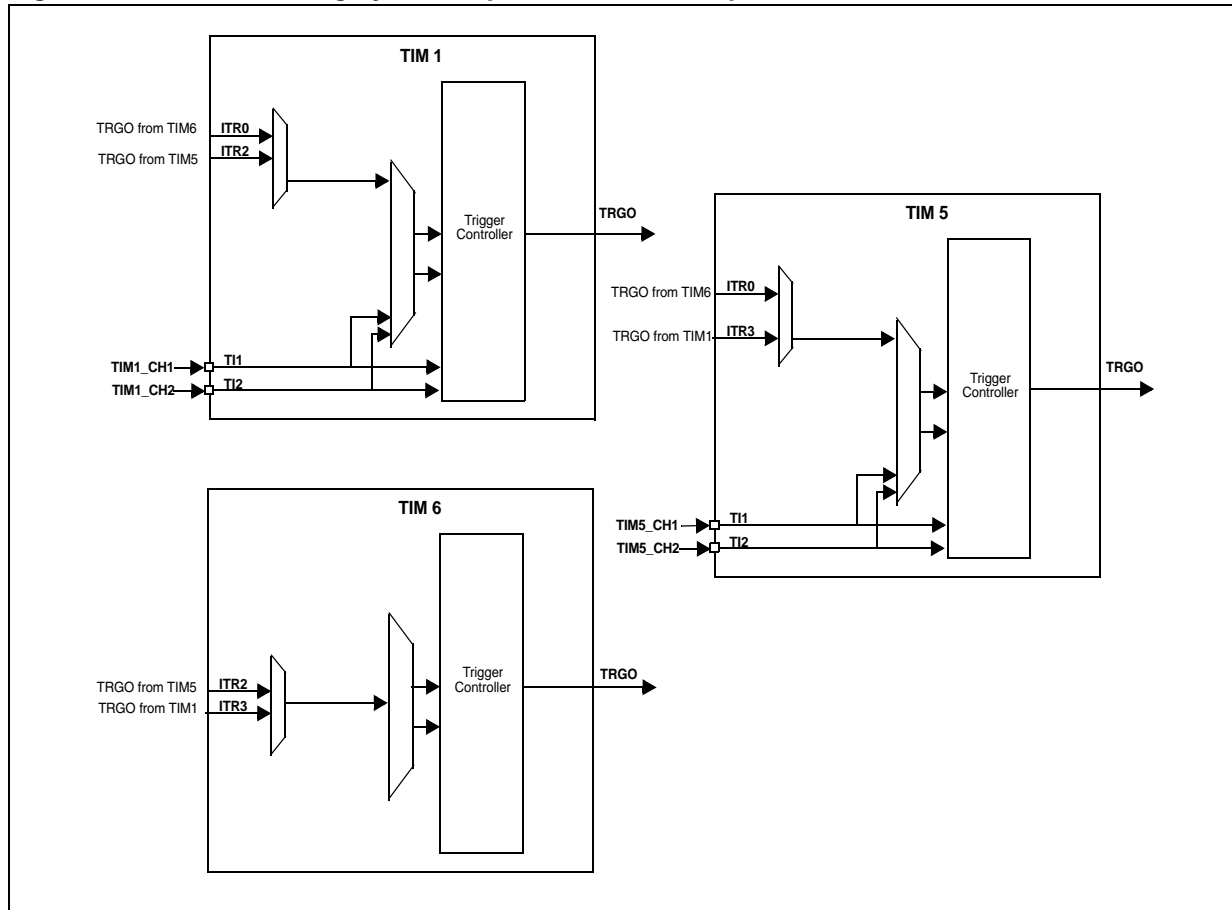 TIM 1
TRGO from TIM6
ITR0
TRGO from TIM5
ITR2
Trigger
Controller
TRGO
TIM1_CH1
TI1
TIM1_CH2
TI2
TIM 5
TRGO from TIM6
ITR0
TRGO from TIM1
ITR3
Trigger
Controller
TRGO
TIM5_CH1
TI1
TIM5_CH2
TI2
TIM 6
TRGO from TIM5
ITR2
TRGO from TIM1
ITR3
Trigger
Controller
TRGO